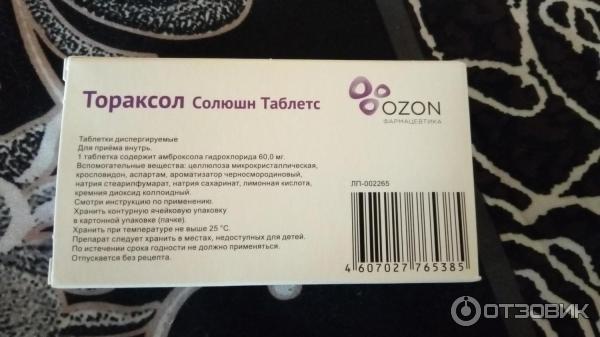 Тораксол Солюшн Таблетс
OZON
ФАРМАЦЕВТИКА
Таблетки диспергируемые
Для приёма внутрь.
1 таблетка содержит амброксола гидрохлорида 60,0 мг.
Вспомогательные вещества: целлюлоза микрокристаллическая,
кросповидон, аспартам, ароматизатор черносмородиновый,
натрия стеарилфумарат, натрия сахаринат, лимонная кислота,
кремния диоксид коллоидный.
Смотри инструкцию по применению.
Хранить контурную ячейковую упаковку
в картонной упаковке (пачке).
Хранить при температуре не выше 25 °С.
Препарат следует хранить в местах, недоступных для детей.
По истечении срока годности не должно применяться.
Отпускается без рецепта.
ЛП-002265
4 607027 765385
ОТЗОВИК